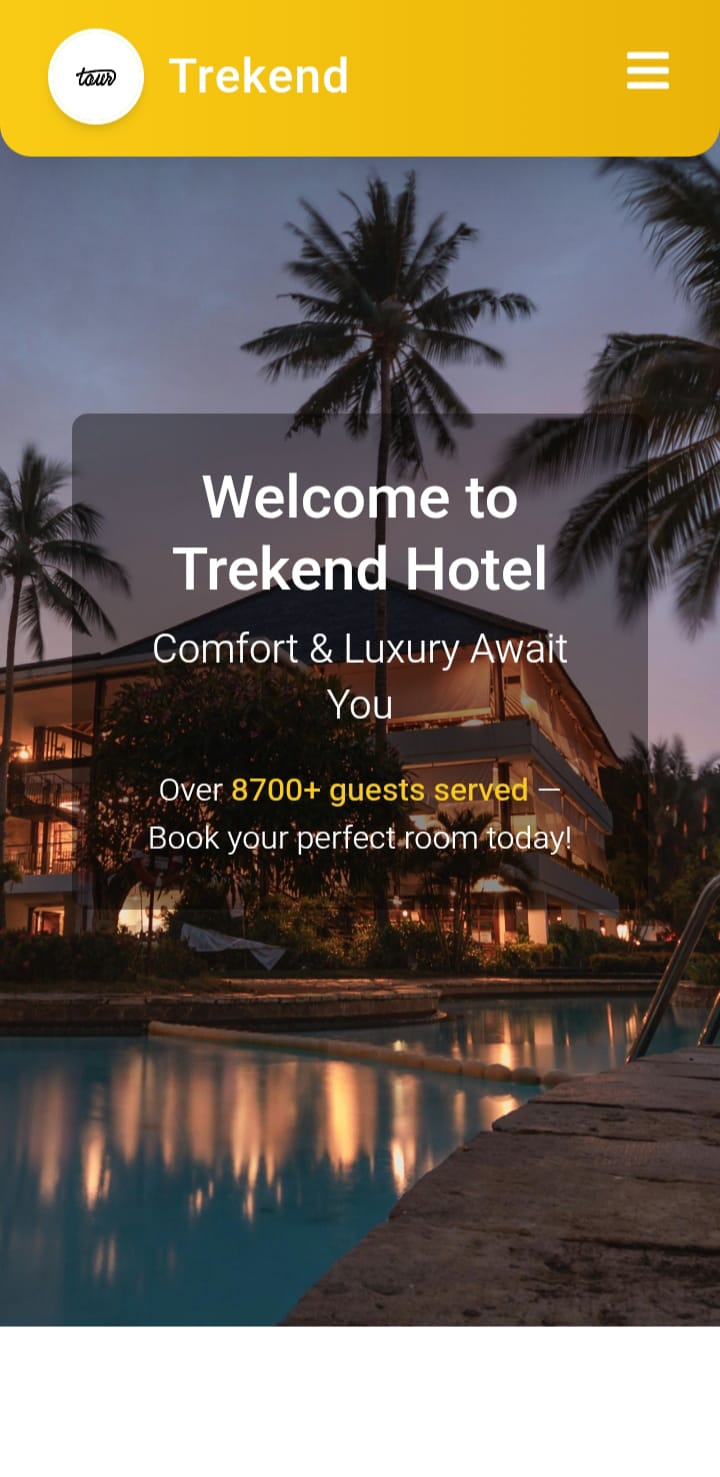 tour
Trekend
Welcome to
Trekend Hotel
Comfort & Luxury Await
You
Over 8700+ guests served —
Book your perfect room today!